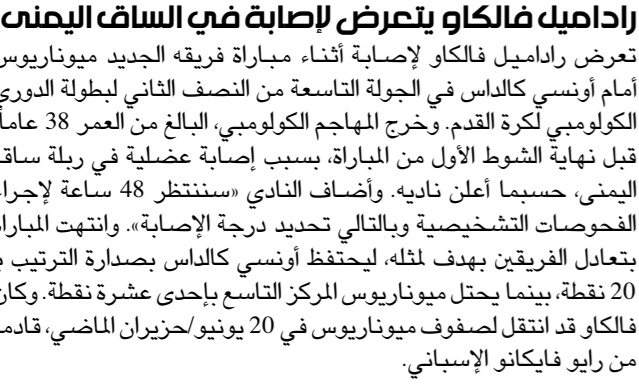 راداميل فالكاو يتعرض لإصابة في الساق اليمنى
تعرض راداميل فالكاو لإصابة أثناء مباراة فريقه الجديد ميوناريوس
أمام أونسي كالداس في الجولة التاسعة من النصف الثاني لبطولة الدوري
الكولومبي لكرة القدم. وخرج المهاجم الكولومبي، البالغ من العمر 38 عاماً
قبل نهاية الشوط الأول من المباراة، بسبب إصابة عضلية في ربلة ساقه
اليمنى، حسبما أعلن ناديه. وأضاف النادي «سننتظر 48 ساعة لإجراء
الفحوصات التشخيصية وبالتالي تحديد درجة الإصابة». وانتهت المباراة
بتعادل الفريقين بهدف لمثله، ليحتفظ أونسي كالداس بصدارة الترتيب بـ
20 نقطة، بينما يحتل ميوناريوس المركز التاسع بإحدى عشرة نقطة. وكان
فالكاو قد انتقل لصفوف ميوناريوس في 20 يونيو/حزيران الماضي، قادما
من رايو فايكانو الإسباني.